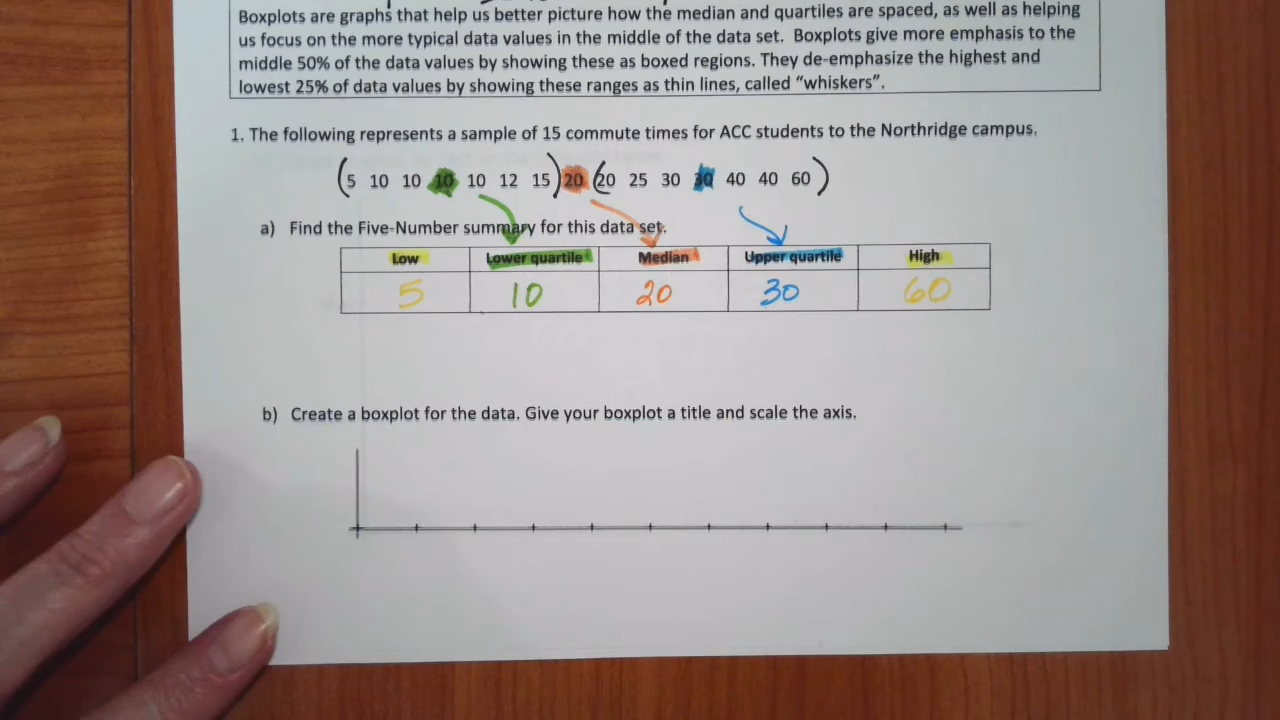 Boxplots are graphs that help us better picture how the median and quartiles are spaced, as well as helping
us focus on the more typical data values in the middle of the data set. Boxplots give more emphasis to the
middle 50% of the data values by showing these as boxed regions. They de-emphasize the highest and
lowest 25% of data values by showing these ranges as thin lines, called “whiskers”.
1. The following represents a sample of 15 commute times for ACC students to the Northridge campus.
(5 10 10 10 10 12 15) 20 (20 25 30 30 40 40 60)
a) Find the Five-Number summary for this data set.
Low Lower quartile Median Upper quartile High
5 10 20 30 60
b) Create a boxplot for the data. Give your boxplot a title and scale the axis.